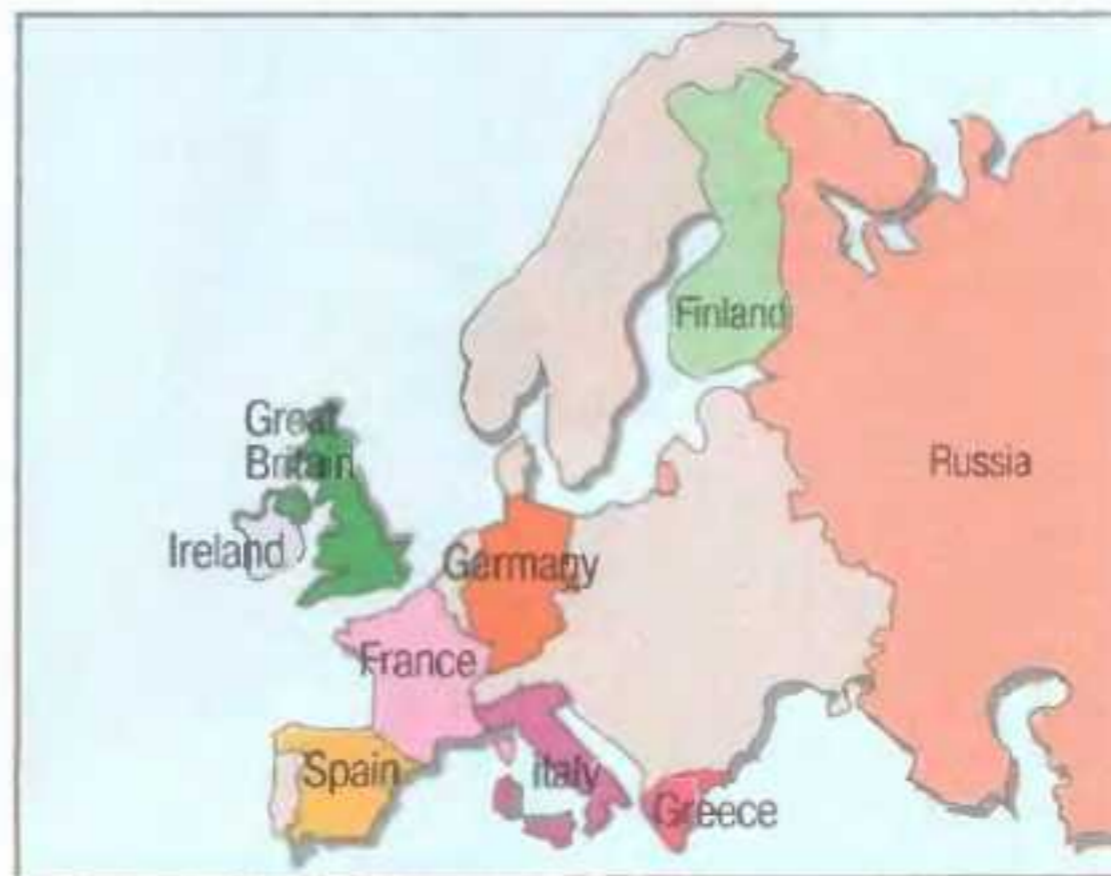 Finland
Great
Britain
Russia
Ireland
Germany
France
Spain
Italy
Greece